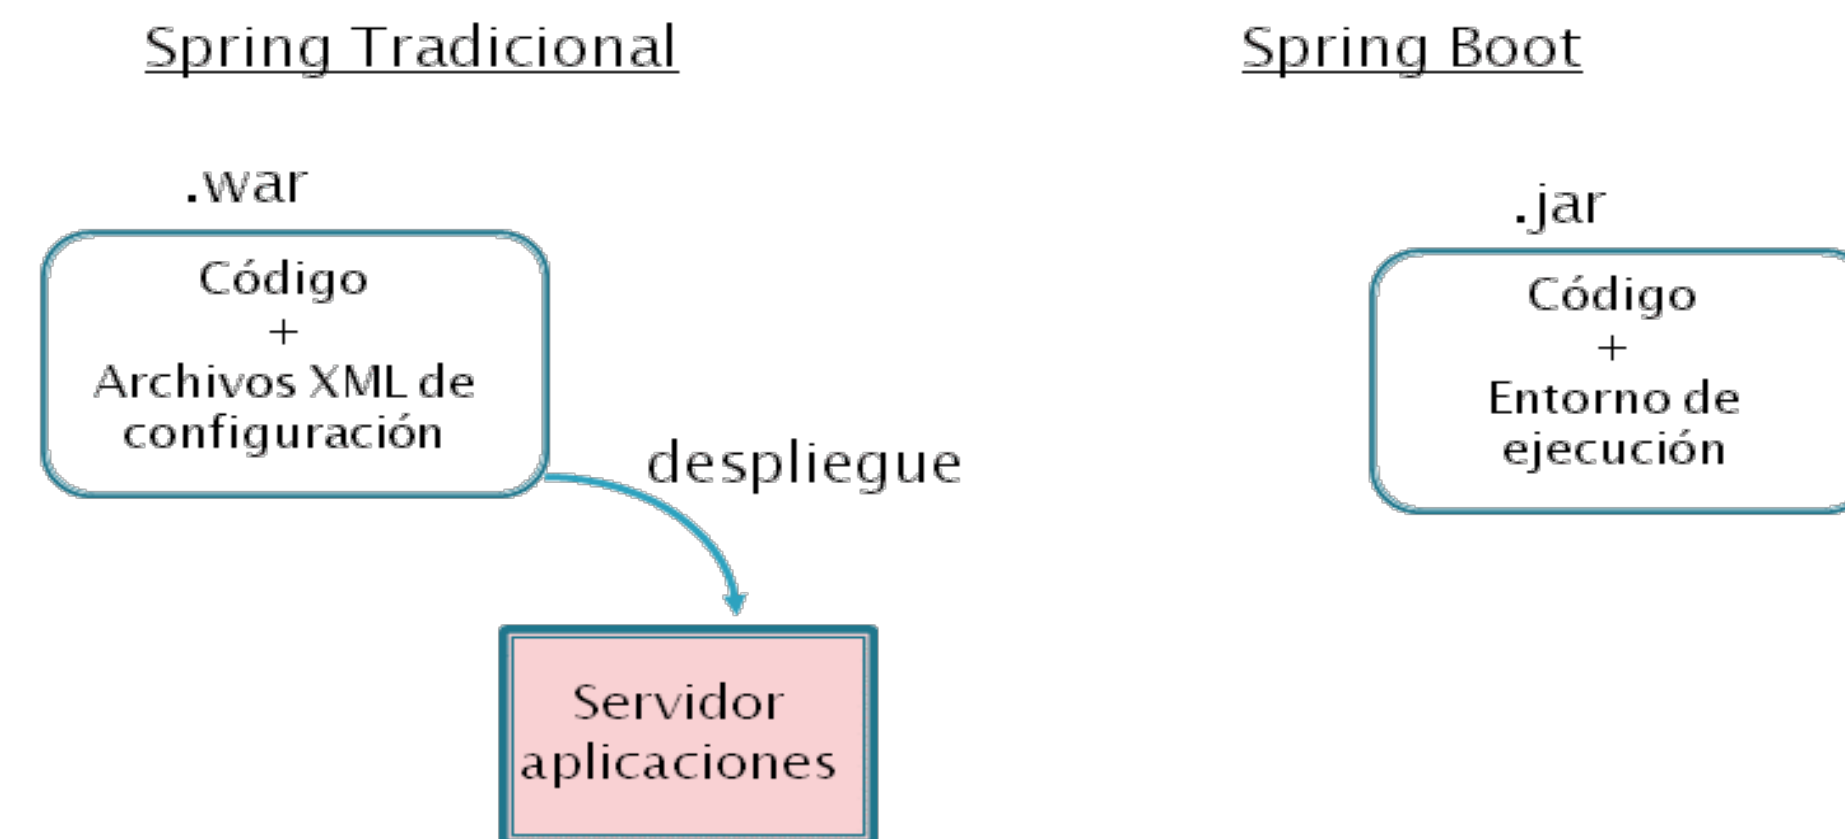 Spring Tradicional
.war
Código
+
Archivos XML de
configuración
despliegue
Servidor
aplicaciones
Spring Boot
.jar
Código
+
Entorno de
ejecución